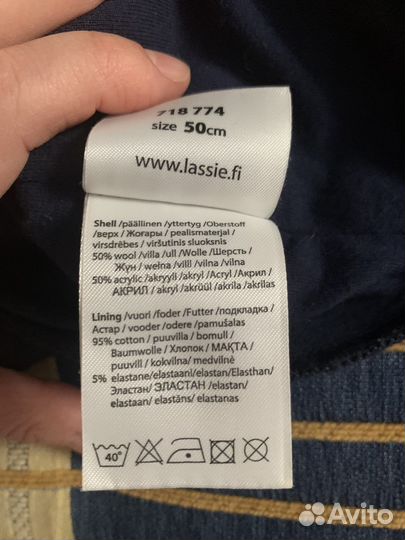 718 774
size 50cm
www.lassie.fi
Shell /päällinen /yttertyg /Oberstoff
/верх / Жоғары / pealismaterjal /
virsdrēbes / viršutinis sluoksnis
50% wool /villa /ull /Wolle /Шерсть /
Жүн / wełna /vill /vilna /vilna
50% acrylic /akryyli /akryl /Acryl /Акрил /
АКРИЛ / akryl /akrüül /akrila /akrilas
Lining /vuori /foder /Futter /подкладка /
Астар / vooder /odere /pamušalas
95% cotton / puuvilla / bomull /
Baumwolle / Хлопок / МАҚТА /
puuvill / kokvilna / medvilnė
5% elastane/elastaani/elastan/Elasthan/
Эластан/ ЭЛАСТАН /elastan/
elastaan/ elastāns/ elastanas
40°
Avito